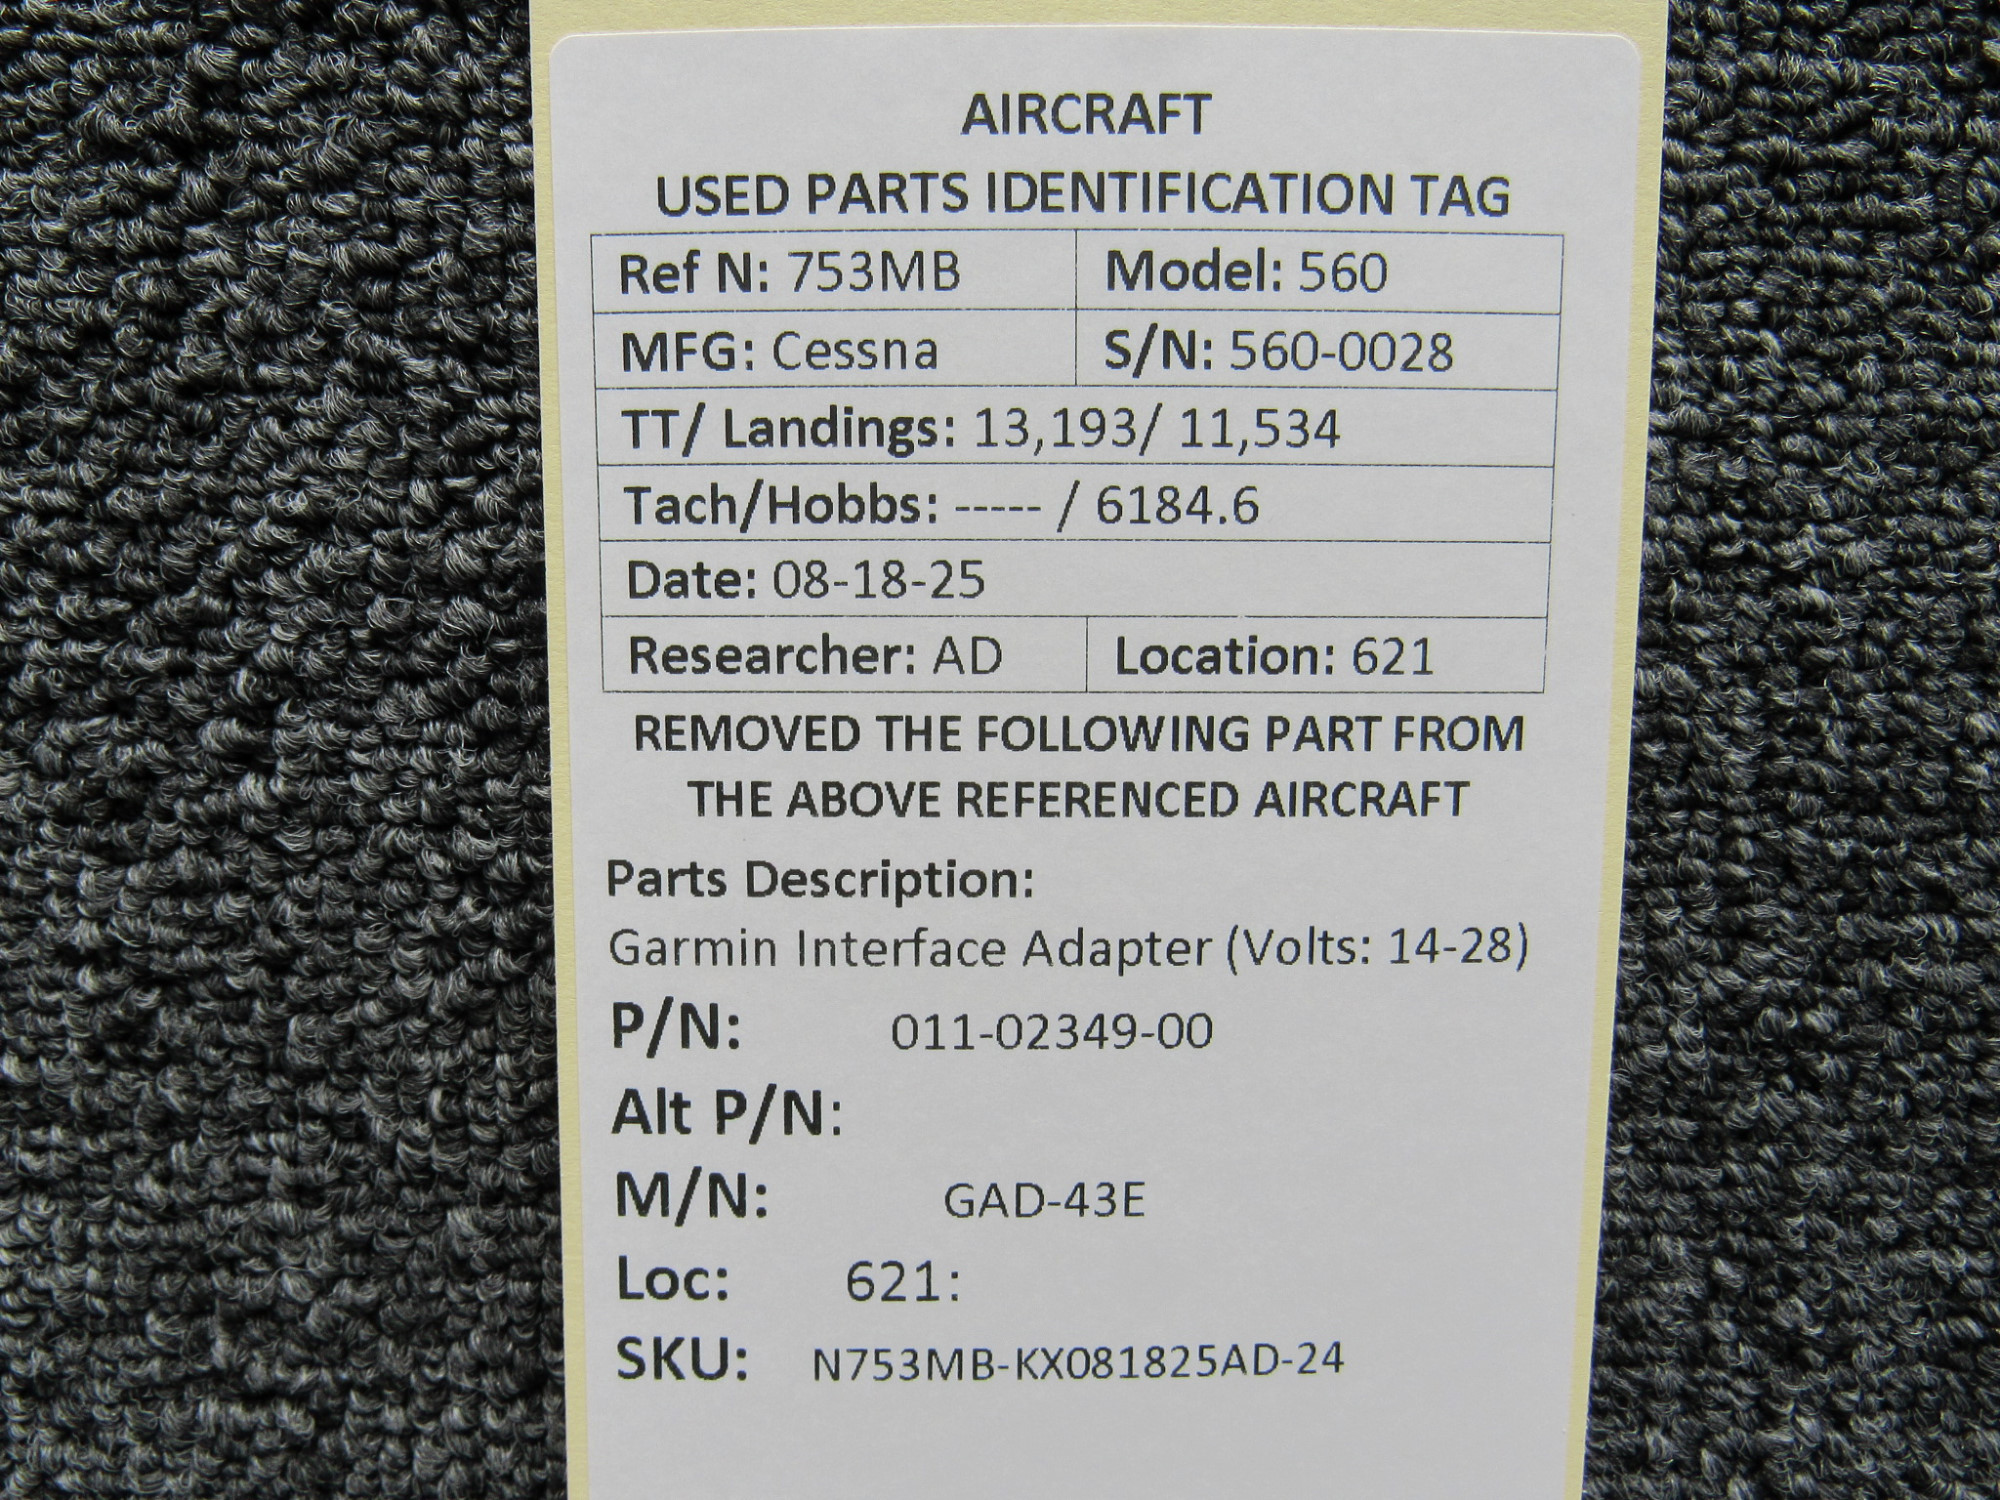 AIRCRAFT
USED PARTS IDENTIFICATION TAG
Ref N: 753MB Model: 560
MFG: Cessna S/N: 560-0028
TT/ Landings: 13,193/ 11,534
Tach/Hobbs: ----- / 6184.6
Date: 08-18-25
Researcher: AD Location: 621
REMOVED THE FOLLOWING PART FROM
THE ABOVE REFERENCED AIRCRAFT
Parts Description:
Garmin Interface Adapter (Volts: 14-28)
P/N: 011-02349-00
Alt P/N:
M/N: GAD-43E
Loc: 621:
SKU: N753MB-KX081825AD-24